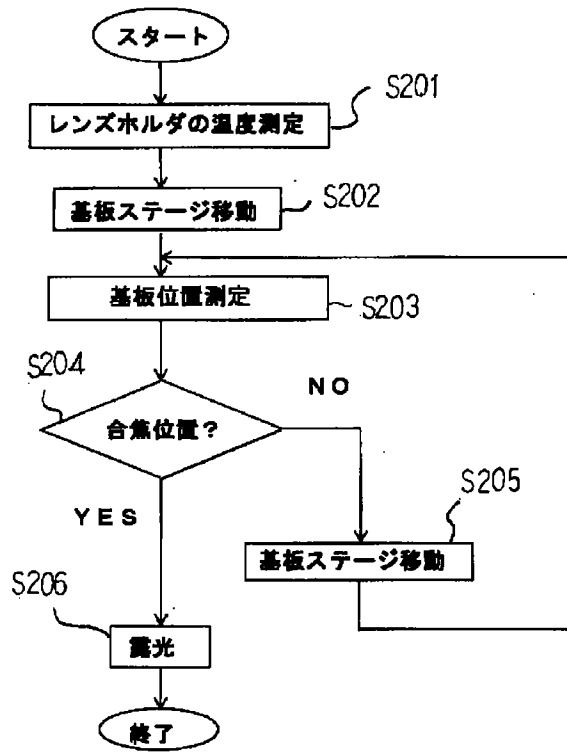 スタート
S201
レンズホルダの温度測定
S202
基板ステージ移動
基板位置測定
S203
S204
NO
合焦位置?
YES
S205
基板ステージ移動
S206
露光
終了